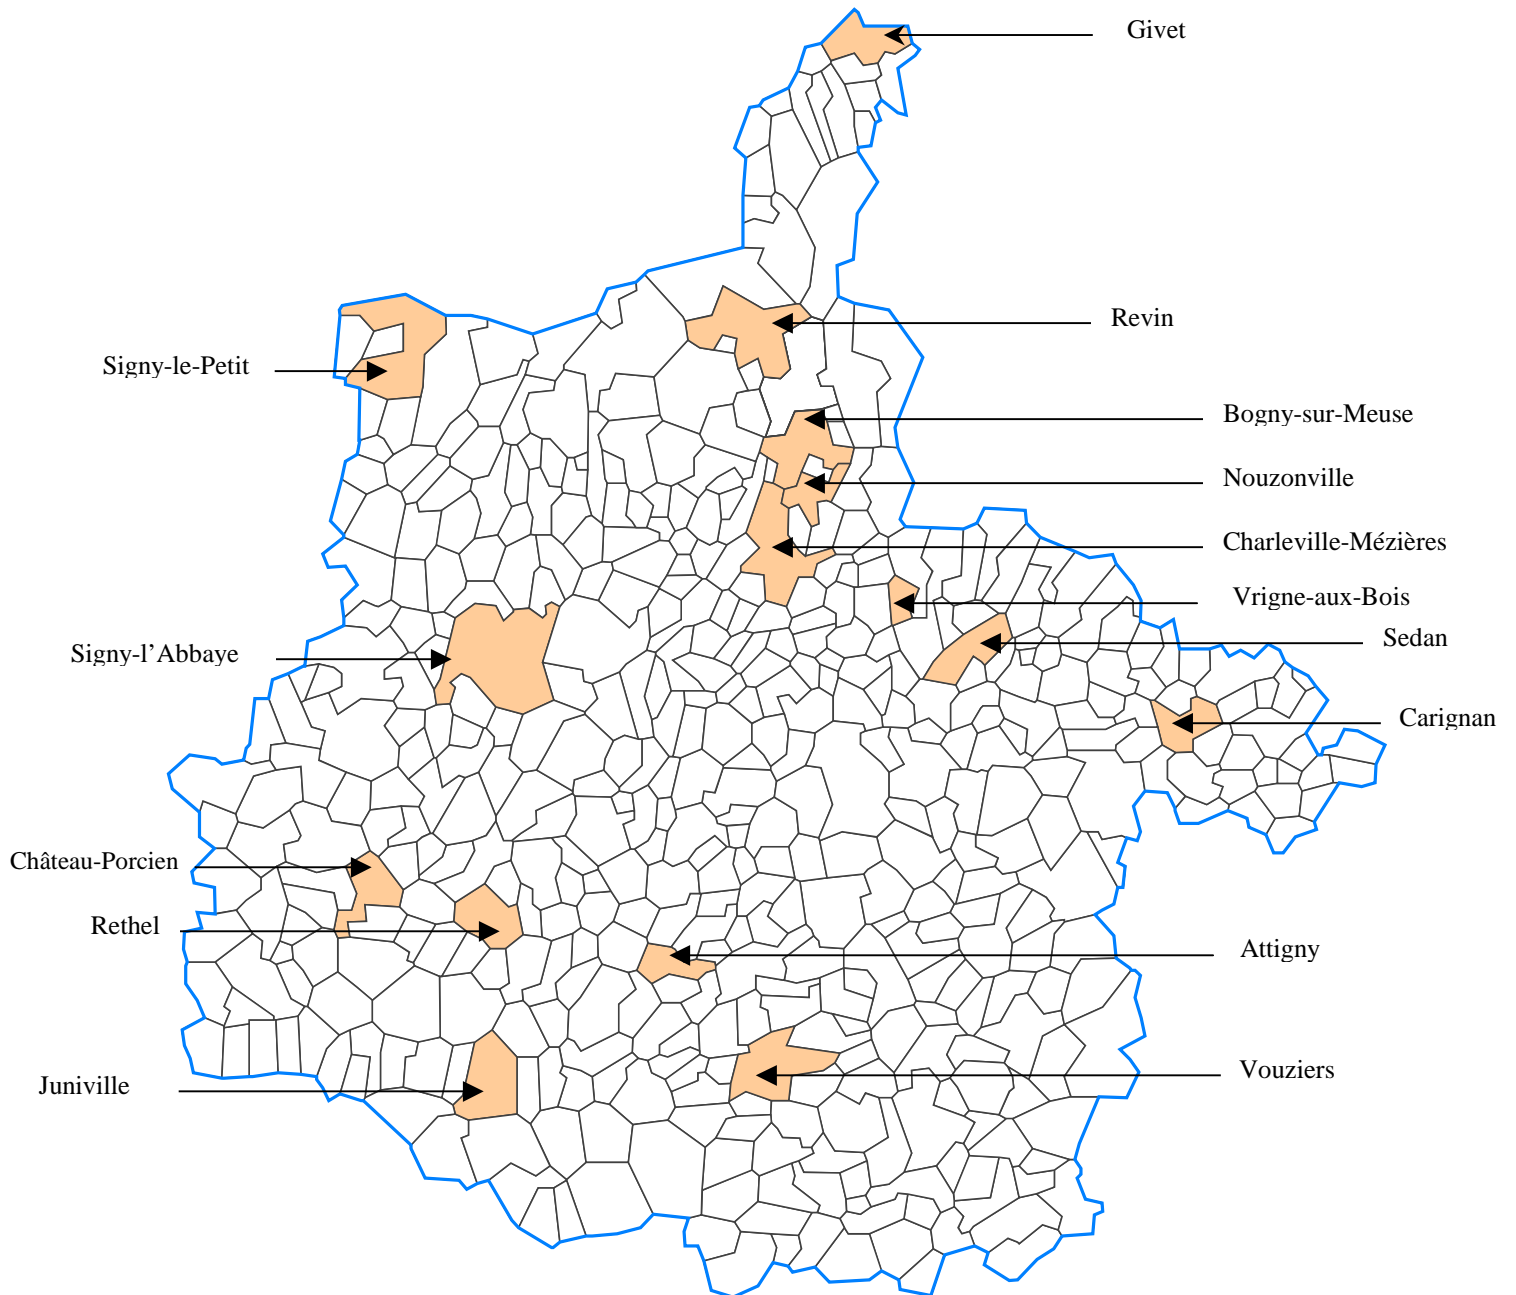 Givet
Revin
Signy-le-Petit
Bogny-sur-Meuse
Nouzonville
Charleville-Mézières
Vrigne-aux-Bois
Sedan
Signy-l’Abbaye
Carignan
Château-Porcien
Rethel
Attigny
Vouziers
Juniville